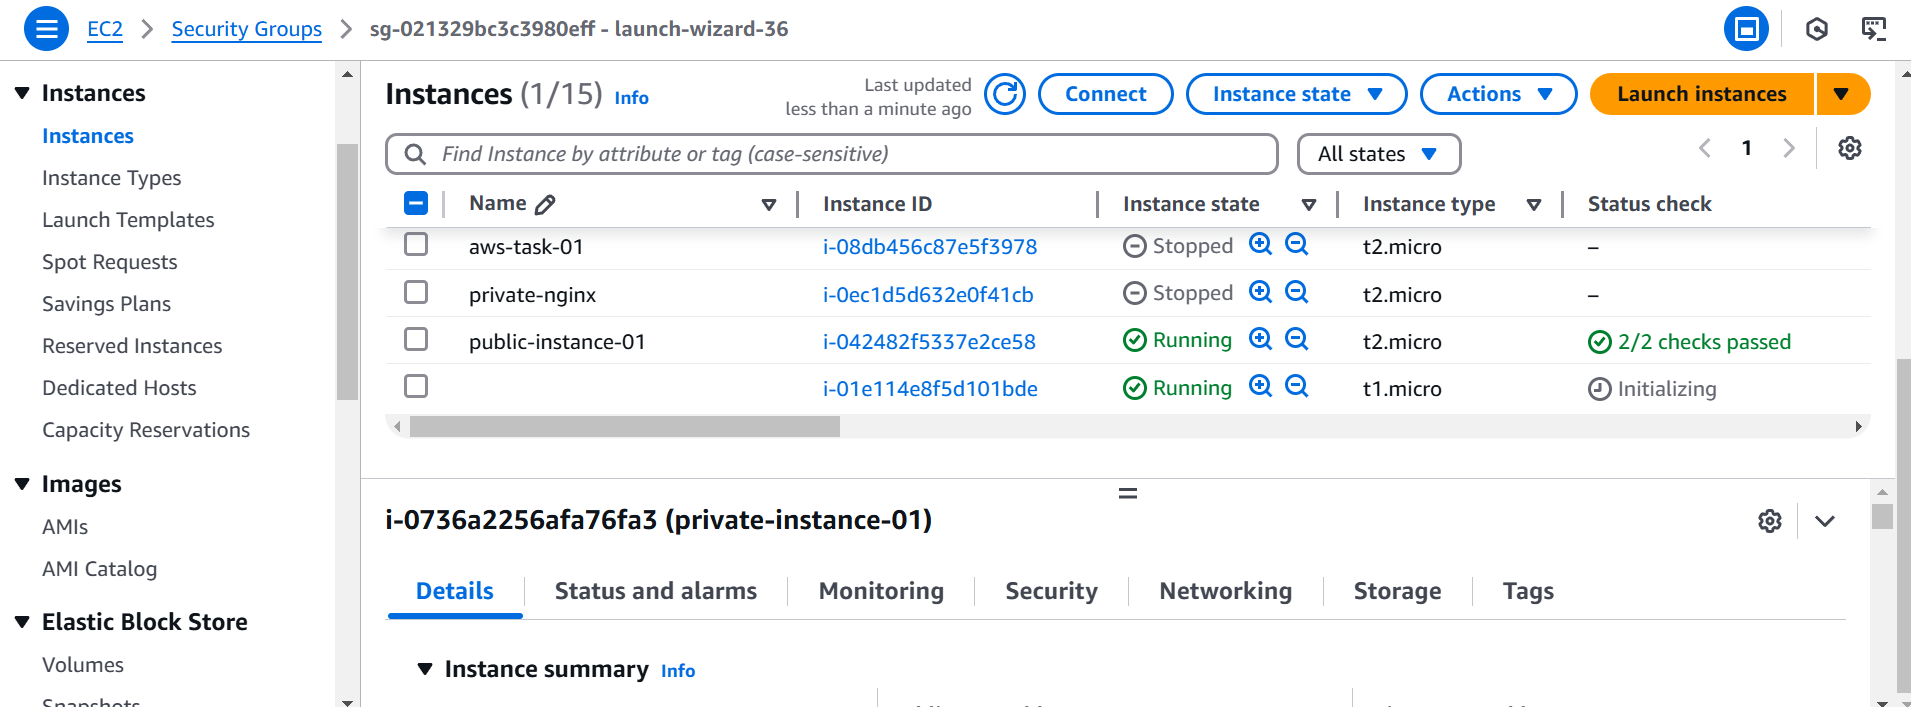 EC2 > Security Groups > sg-021329bc3c3980eff - launch-wizard-36
Instances
Instances
Instance Types
Launch Templates
Spot Requests
Savings Plans
Reserved Instances
Dedicated Hosts
Capacity Reservations
Images
AMIs
AMI Catalog
Elastic Block Store
Volumes
Snapshots
Instances (1/15) Info
Last updated
less than a minute ago
Connect
Instance state
Actions
Launch instances
Find Instance by attribute or tag (case-sensitive)
All states
1
Name Instance ID Instance state Instance type Status check
aws-task-01 i-08db456c87e5f3978 Stopped t2.micro –
private-nginx i-0ec1d5d632e0f41cb Stopped t2.micro –
public-instance-01 i-042482f5337e2ce58 Running t2.micro 2/2 checks passed
i-01e114e8f5d101bde Running t1.micro Initializing
i-0736a2256afa76fa3 (private-instance-01)
Details Status and alarms Monitoring Security Networking Storage Tags
Instance summary Info